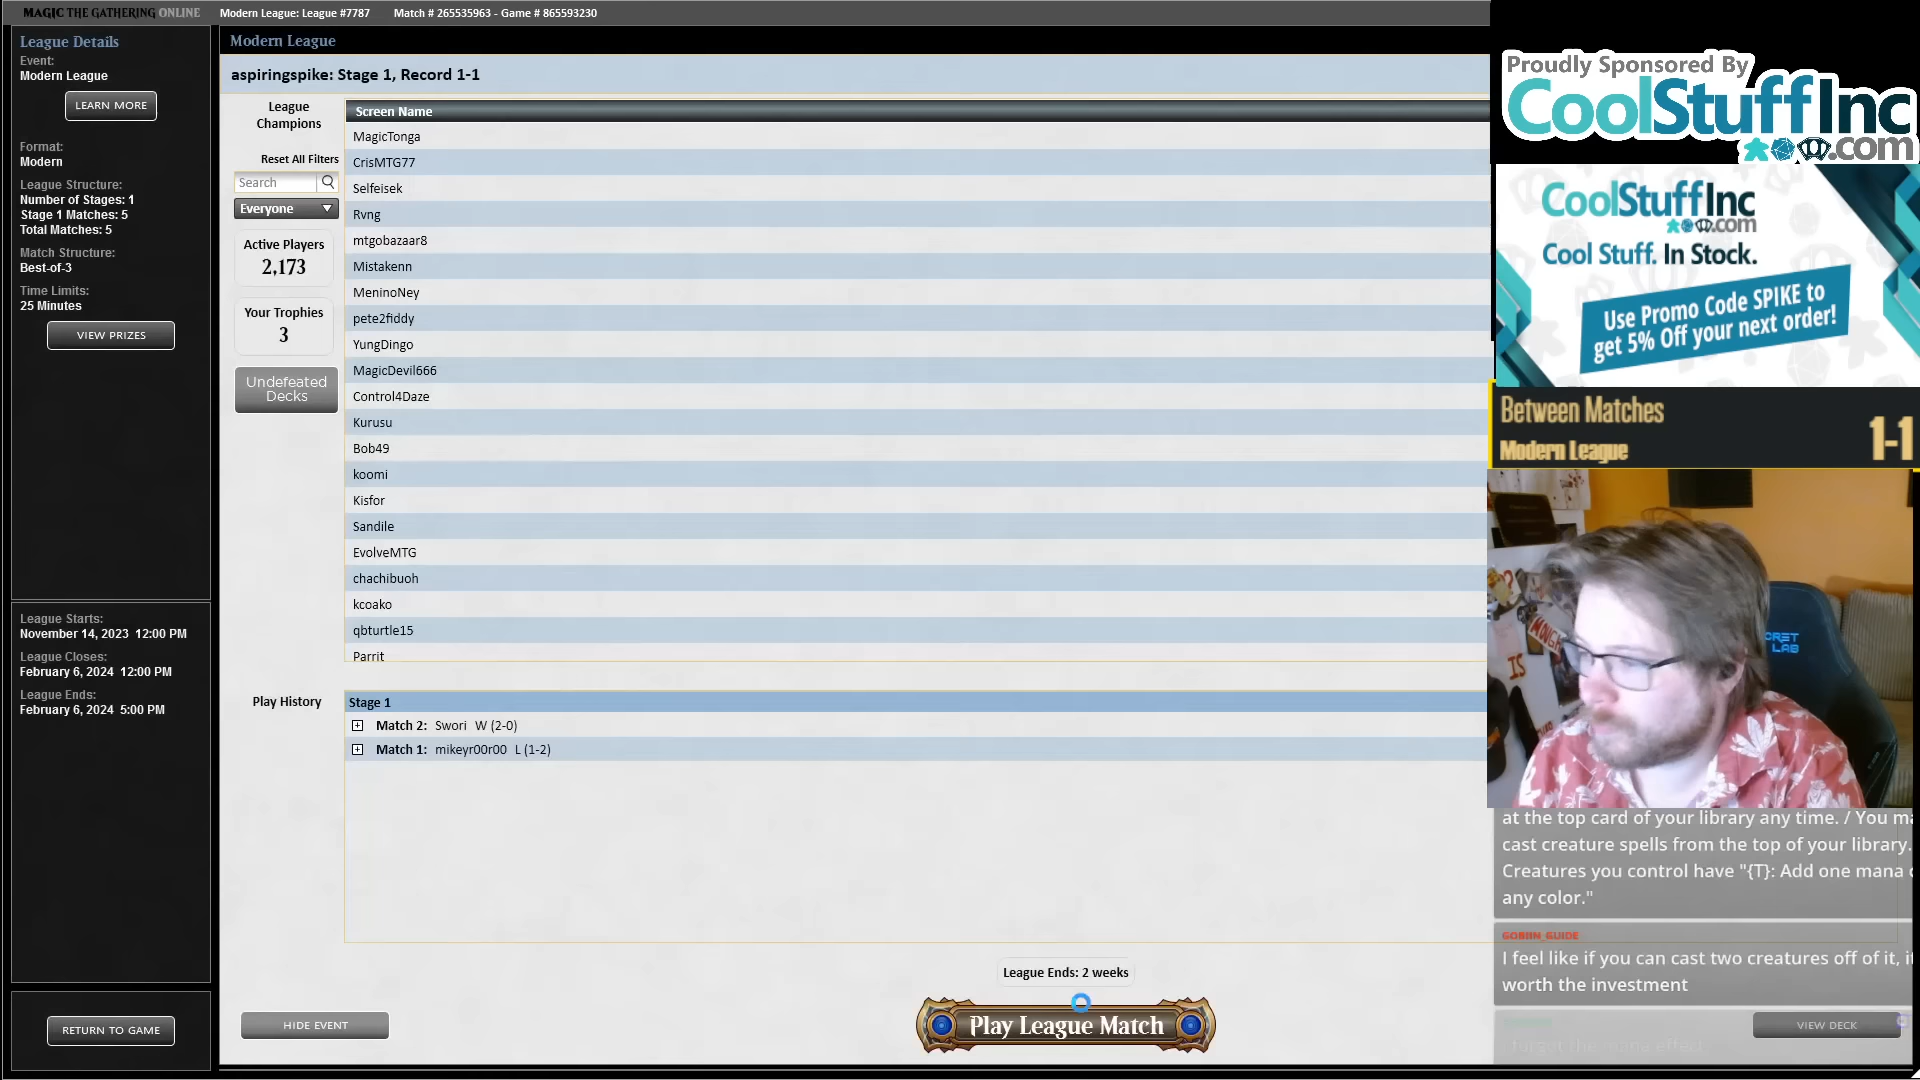 MAGIC THE GATHERING ONLINE
Modern League: League #7787
Match # 265535963 - Game # 865593230
League Details
Event:
Modern League
LEARN MORE
Format:
Modern
League Structure:
Number of Stages: 1
Stage 1 Matches: 5
Total Matches: 5
Match Structure:
Best-of-3
Time Limits:
25 Minutes
VIEW PRIZES
League Starts:
November 14, 2023 12:00 PM
League Closes:
February 6, 2024 12:00 PM
League Ends:
February 6, 2024 5:00 PM
RETURN TO GAME
Modern League
aspiringspike: Stage 1, Record 1-1
League
Champions
Reset All Filters
Search
Everyone
Active Players
2,173
Your Trophies
3
Undefeated
Decks
Screen Name
MagicTonga
CrisMTG77
Selfeisek
Rvng
mtgobazaar8
Mistakenn
MeninoNey
pete2fiddy
YungDingo
MagicDevil666
Control4Daze
Kurusu
Bob49
koomi
Kisfor
Sandile
EvolveMTG
chachibuoh
kcoako
qbturtle15
Parrit
Play History
Stage 1
Match 2: Swori W (2-0)
Match 1: mikeyr00r00 L (1-2)
League Ends: 2 weeks
HIDE EVENT
Play League Match
Proudly Sponsored By
CoolStuffInc
.com
CoolStuffInc
.com
Cool Stuff. In Stock.
Use Promo Code SPIKE to
get 5% Off your next order!
Between Matches
Modern League
1-1
IS
LAB
at the top card of your library any time. / You
cast creature spells from the top of your library.
Creatures you control have "{T}: Add one mana
any color."
GOBIIN_GUIDE
I feel like if you can cast two creatures off of it,
worth the investment
VIEW DECK
forgot the mana effect